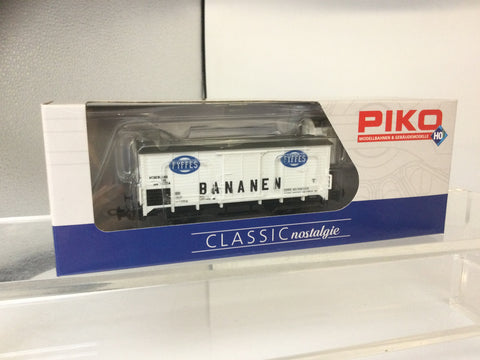 PIKO
MODELLBAHNEN & GEBÄUDEMODELLE
H0
FYFFES
FYFFES
BANANEN
CLASSIC nostalgie